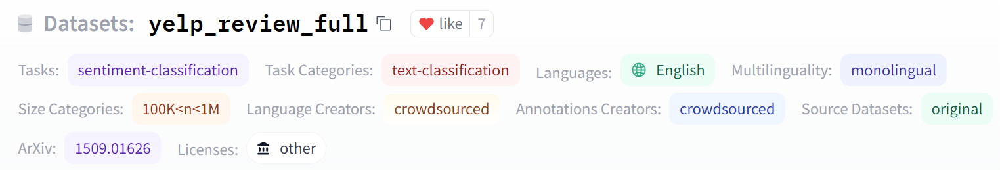 Datasets: yelp_review_full like 7
Tasks: sentiment-classification Task Categories: text-classification Languages: English Multilinguality: monolingual
Size Categories: 100K<n<1M Language Creators: crowdsourced Annotations Creators: crowdsourced Source Datasets: original
ArXiv: 1509.01626 Licenses: other